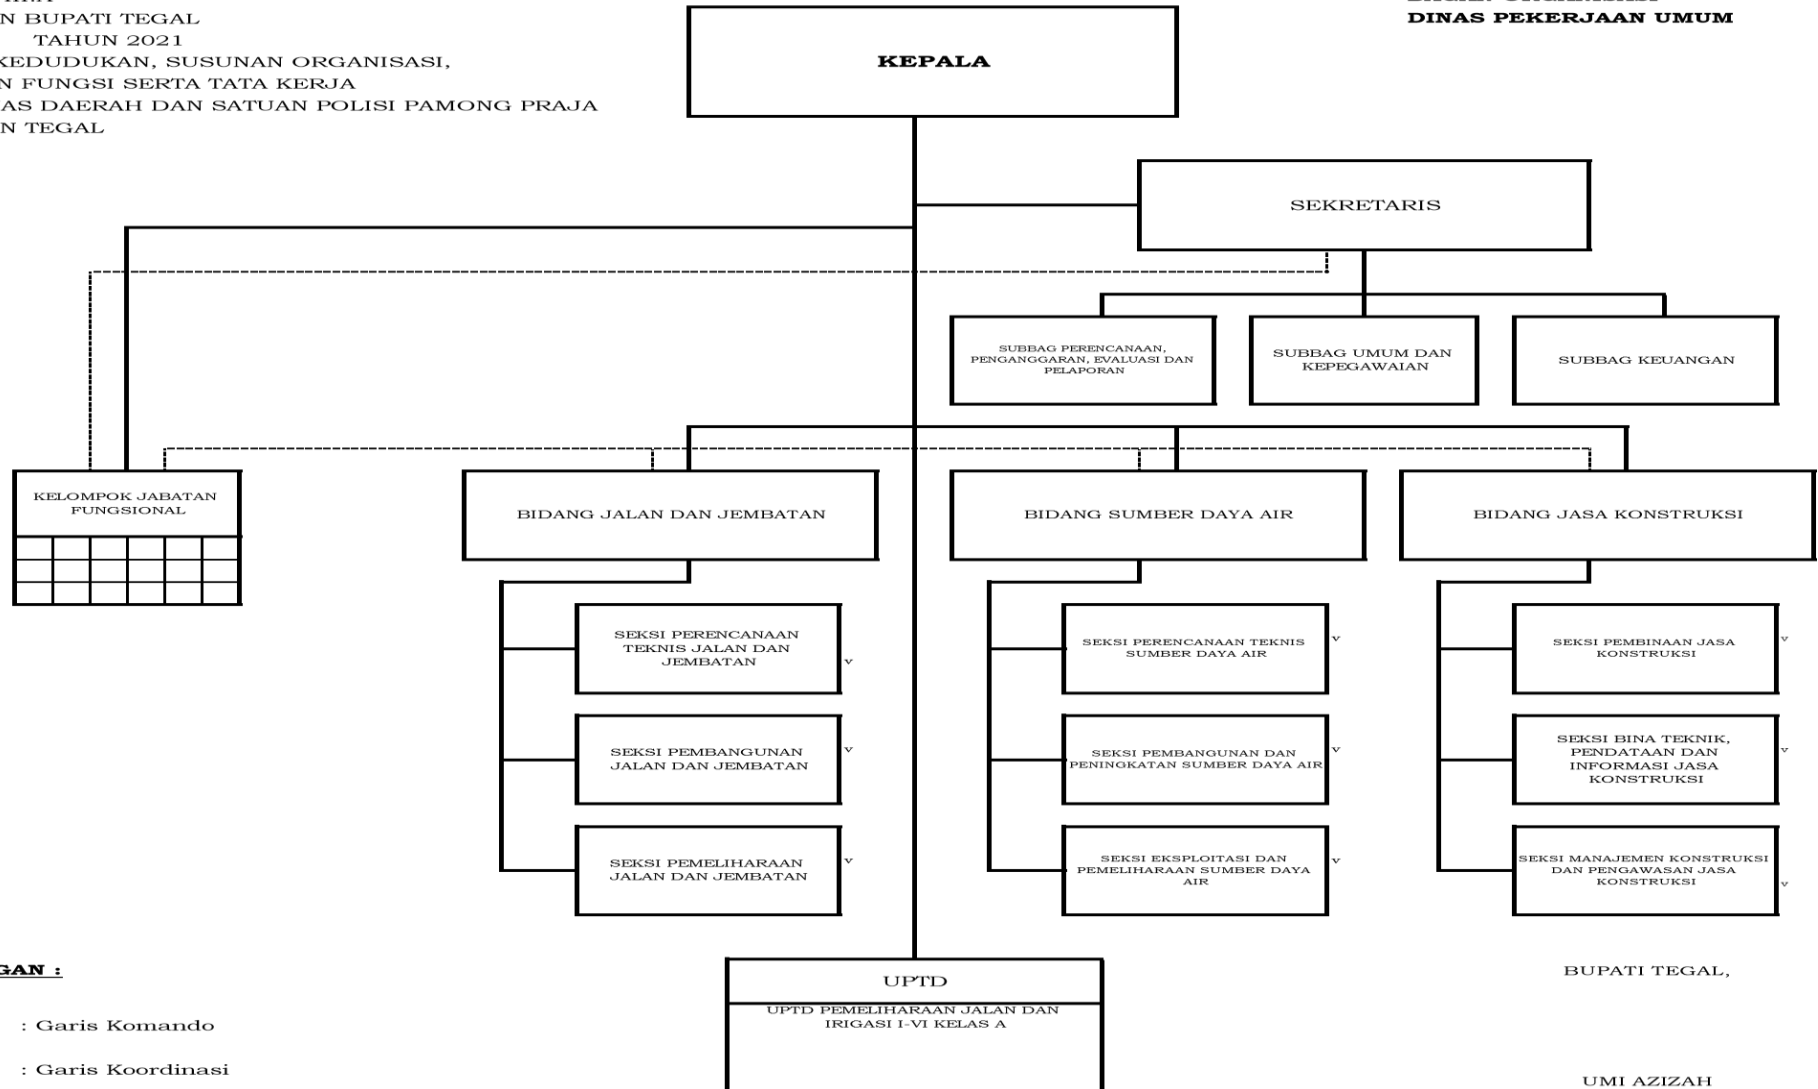 N BUPATI TEGAL
TAHUN 2021
KEDUDUKAN, SUSUNAN ORGANISASI,
N FUNGSI SERTA TATA KERJA
AS DAERAH DAN SATUAN POLISI PAMONG PRAJA
N TEGAL
DINAS PEKERJAAN UMUM
KEPALA
SEKRETARIS
SUBBAG PERENCANAAN,
PENGANGGARAN, EVALUASI DAN
PELAPORAN
SUBBAG UMUM DAN
KEPEGAWAIAN
SUBBAG KEUANGAN
KELOMPOK JABATAN
FUNGSIONAL
BIDANG JALAN DAN JEMBATAN
BIDANG SUMBER DAYA AIR
BIDANG JASA KONSTRUKSI
SEKSI PERENCANAAN
TEKNIS JALAN DAN
JEMBATAN
v
SEKSI PERENCANAAN TEKNIS
SUMBER DAYA AIR
v
SEKSI PEMBINAAN JASA
KONSTRUKSI
v
SEKSI PEMBANGUNAN
JALAN DAN JEMBATAN
v
SEKSI PEMBANGUNAN DAN
PENINGKATAN SUMBER DAYA AIR
v
SEKSI BINA TEKNIK,
PENDATAAN DAN
INFORMASI JASA
KONSTRUKSI
v
SEKSI PEMELIHARAAN
JALAN DAN JEMBATAN
v
SEKSI EKSPLOITASI DAN
PEMELIHARAAN SUMBER DAYA
AIR
v
SEKSI MANAJEMEN KONSTRUKSI
DAN PENGAWASAN JASA
KONSTRUKSI
v
GAN :
: Garis Komando
: Garis Koordinasi
UPTD
UPTD PEMELIHARAAN JALAN DAN
IRIGASI I-VI KELAS A
BUPATI TEGAL,
UMI AZIZAH